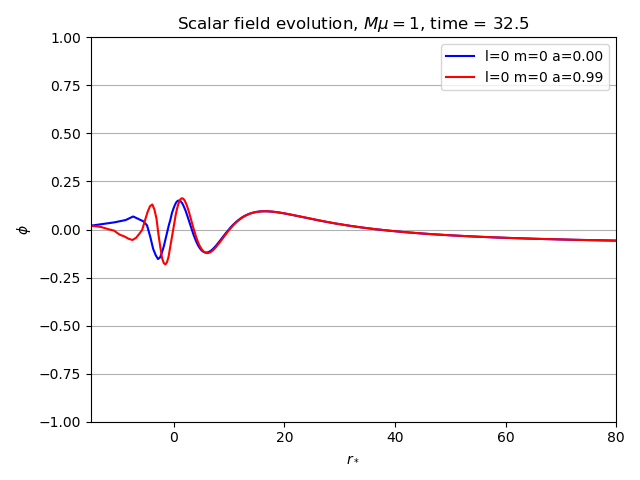 Scalar field evolution, Mμ = 1, time = 32.5
l=0 m=0 a=0.00
l=0 m=0 a=0.99
1.00
0.75
0.50
0.25
0.00
−0.25
−0.50
−0.75
−1.00
ϕ
0 20 40 60 80
r*